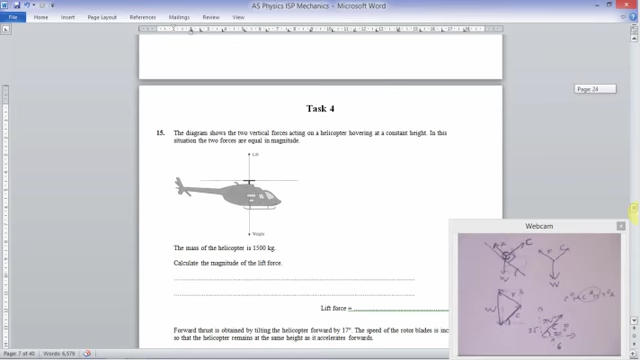 AS Physics ISP Mechanics - Microsoft Word
File Home Insert Page Layout References Mailings Review View
Page: 24
Task 4
15. The diagram shows the two vertical forces acting on a helicopter hovering at a constant height. In this
situation the two forces are equal in magnitude.
Lift
Weight
The mass of the helicopter is 1500 kg.
Calculate the magnitude of the lift force.
Lift force =
Forward thrust is obtained by tilting the helicopter forward by 17°. The speed of the rotor blades is inc
so that the helicopter remains at the same height as it accelerates forwards.
Webcam
C
W
W
Page: 7 of 40 Words: 6,579